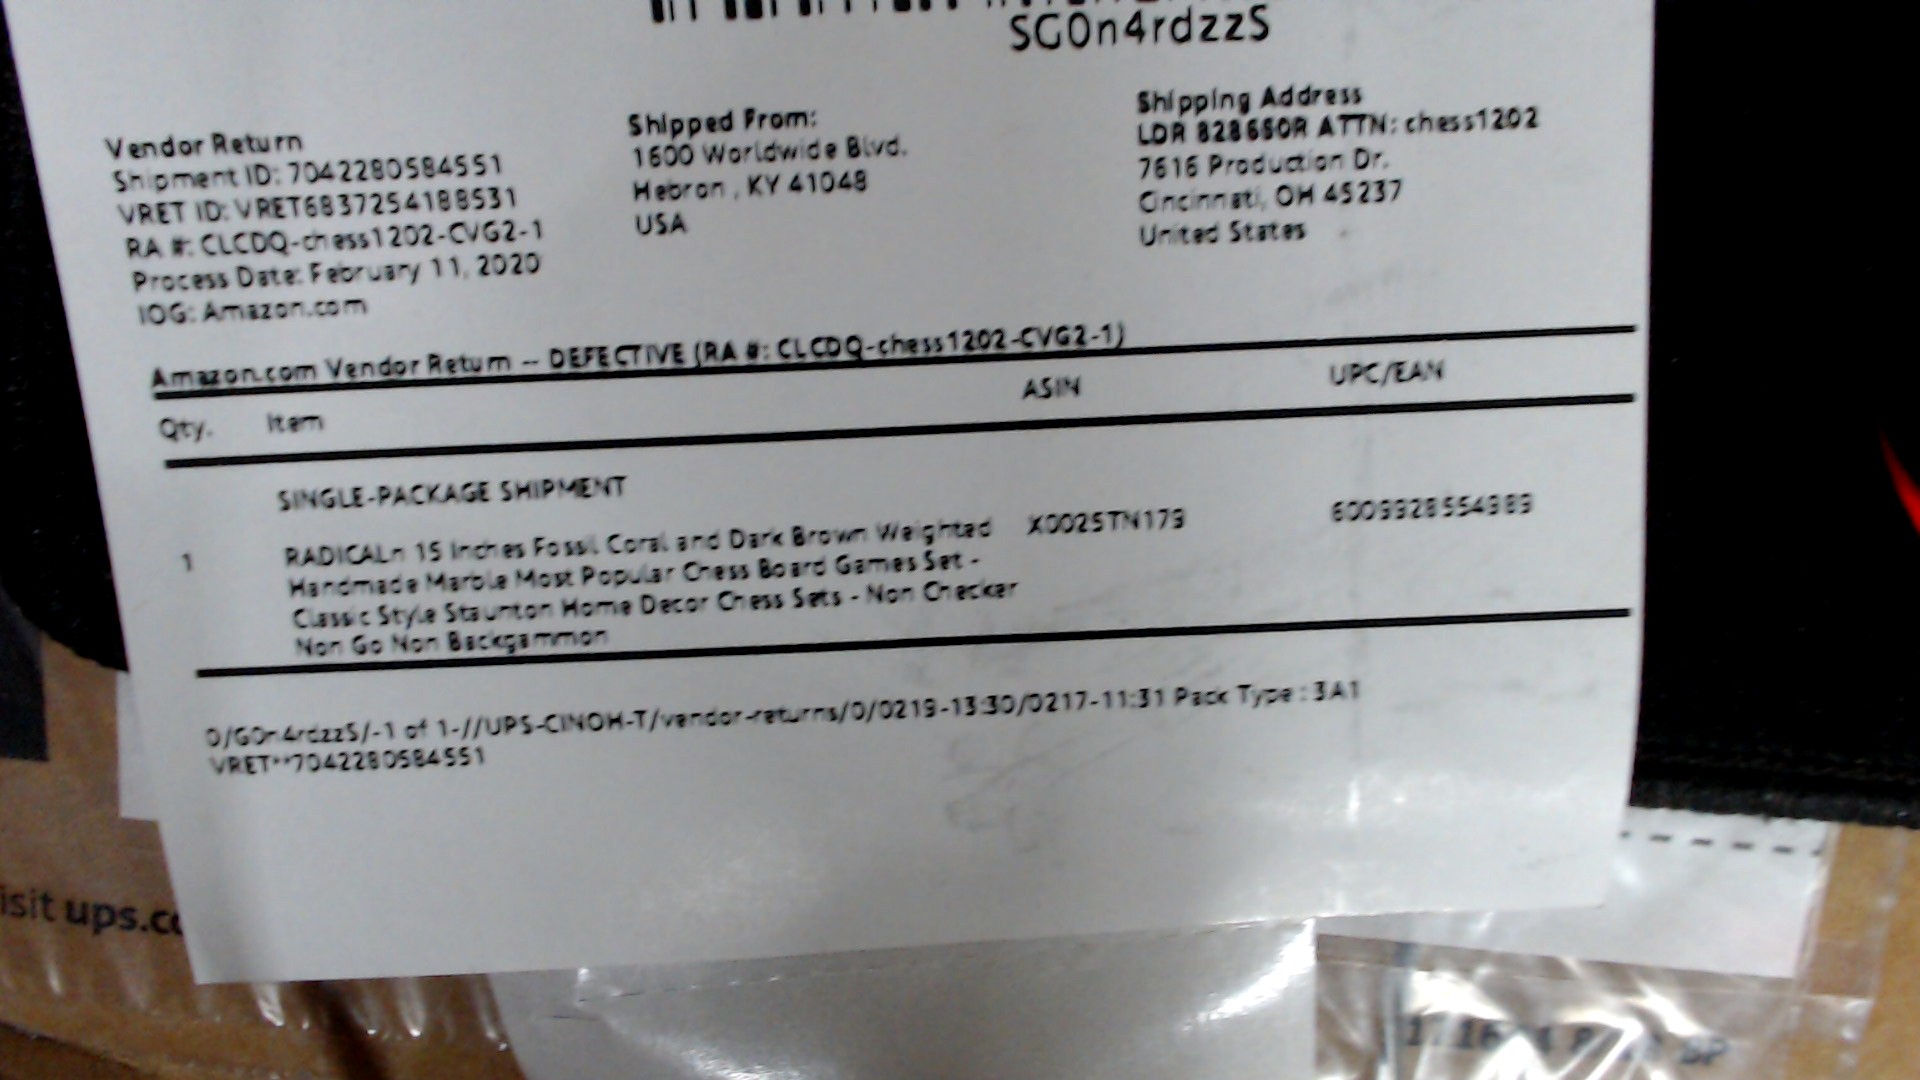 SG0n4rdzzS
Vendor Return
Shipment ID: 7042280584551
VRET ID: VRET6837254188531
RA #: CLCDQ-chess1202-CVG2-1
Process Date: February 11, 2020
IOG: Amazon.com
Shipped From:
1600 Worldwide Blvd.
Hebron , KY 41048
USA
Shipping Address
LDR 828650R ATTN: chess1202
7616 Production Dr.
Cincinnati, OH 45237
United States
Amazon.com Vendor Return -- DEFECTIVE (RA #: CLCDQ-chess1202-CVG2-1)
Qty. Item ASIN UPC/EAN
SINGLE-PACKAGE SHIPMENT
1 RADICALn 15 Inches Fossil Coral and Dark Brown Weighted X0025TN179
Handmade Marble Most Popular Chess Board Games Set -
Classic Style Staunton Home Decor Chess Sets - Non Checker
Non Go Non Backgammon
0/G0n4rdzzS/-1 of 1-//UPS-CINOH-T/vendor-returns/0/0219-13:30/0217-11:31 Pack Type : 3A1
VRET**7042280584551
isit ups.co